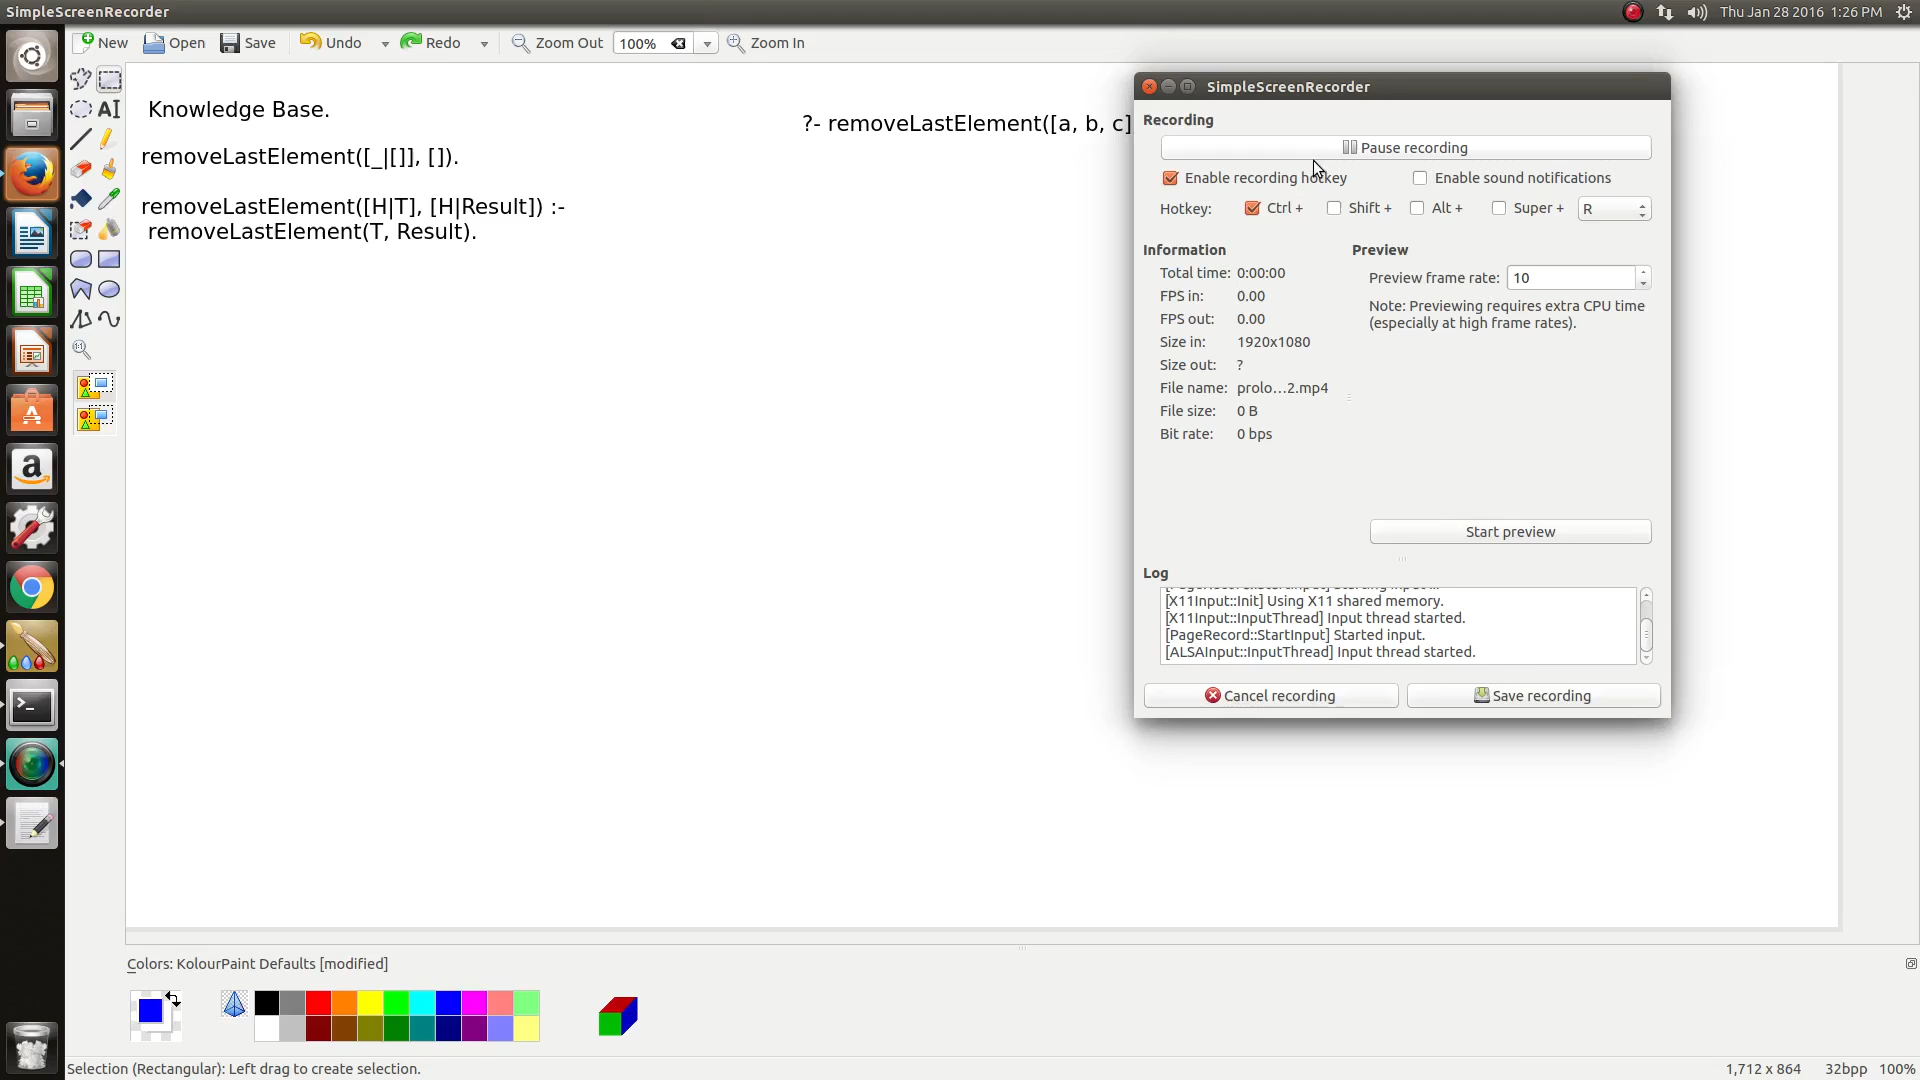 SimpleScreenRecorder
Thu Jan 28 2016 1:26 PM
New Open Save Undo Redo Zoom Out 100% Zoom In
Knowledge Base.
removeLastElement([_|[]], []).
removeLastElement([H|T], [H|Result]) :-
removeLastElement(T, Result).
?- removeLastElement([a, b, c]
SimpleScreenRecorder
Recording
Pause recording
Enable recording hotkey Enable sound notifications
Hotkey: Ctrl + Shift + Alt + Super + R
Information
Total time: 0:00:00
FPS in: 0.00
FPS out: 0.00
Size in: 1920x1080
Size out: ?
File name: prolo...2.mp4
File size: 0 B
Bit rate: 0 bps
Preview
Preview frame rate: 10
Note: Previewing requires extra CPU time
(especially at high frame rates).
Start preview
Log
[X11Input::Init] Using X11 shared memory.
[X11Input::InputThread] Input thread started.
[PageRecord::StartInput] Started input.
[ALSAInput::InputThread] Input thread started.
Cancel recording Save recording
Colors: KolourPaint Defaults [modified]
Selection (Rectangular): Left drag to create selection.
1,712 x 864 32bpp 100%